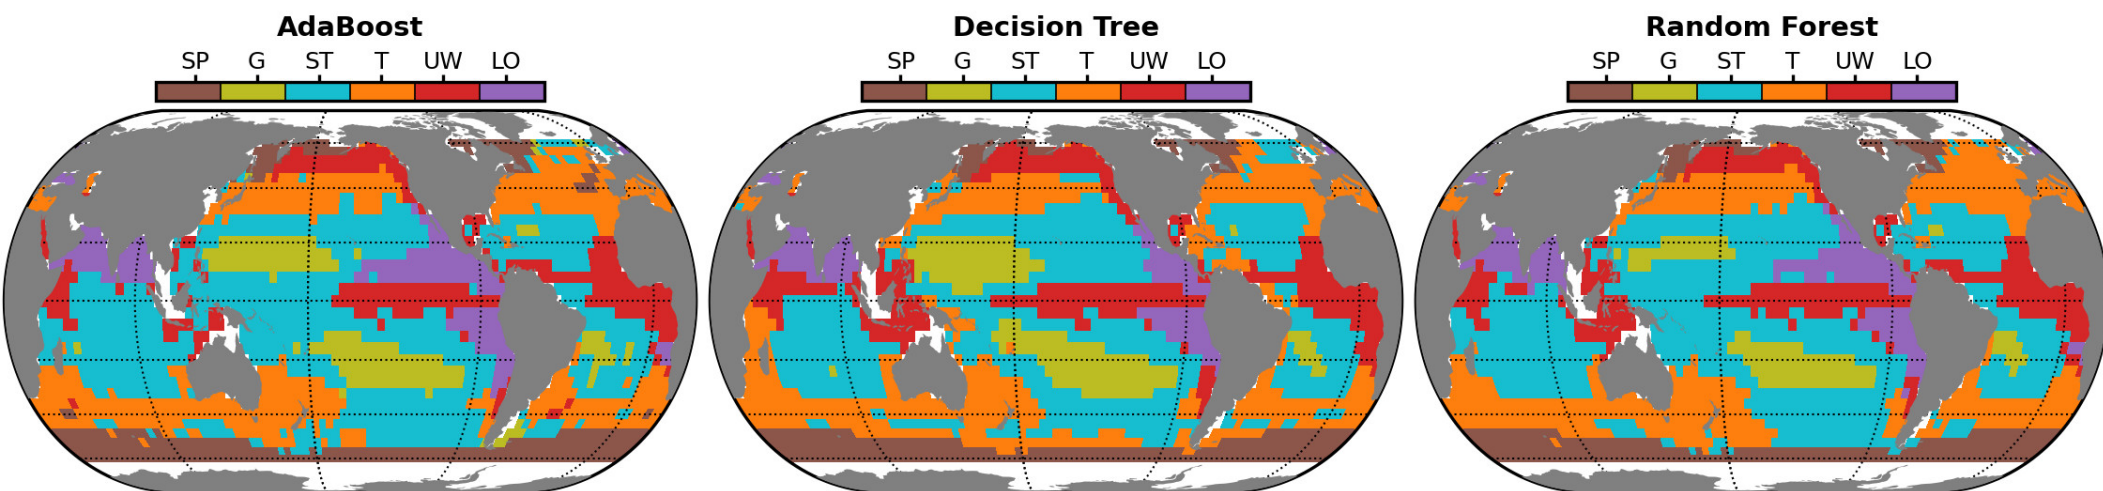 AdaBoost
SP G ST T UW LO
Decision Tree
SP G ST T UW LO
Random Forest
SP G ST T UW LO